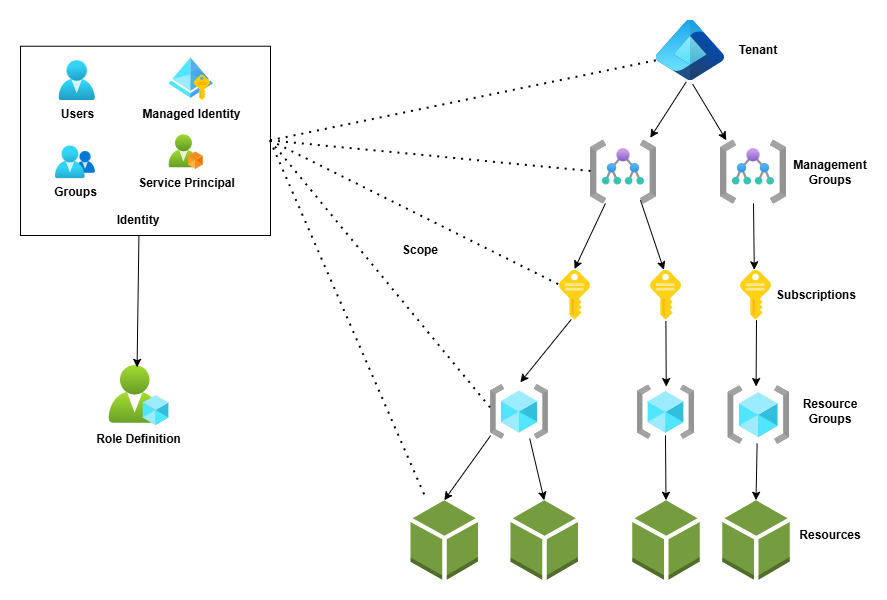 Tenant
Users
Managed Identity
Management
Groups
Groups
Service Principal
Identity
Scope
Subscriptions
Resource
Groups
Role Definition
Resources